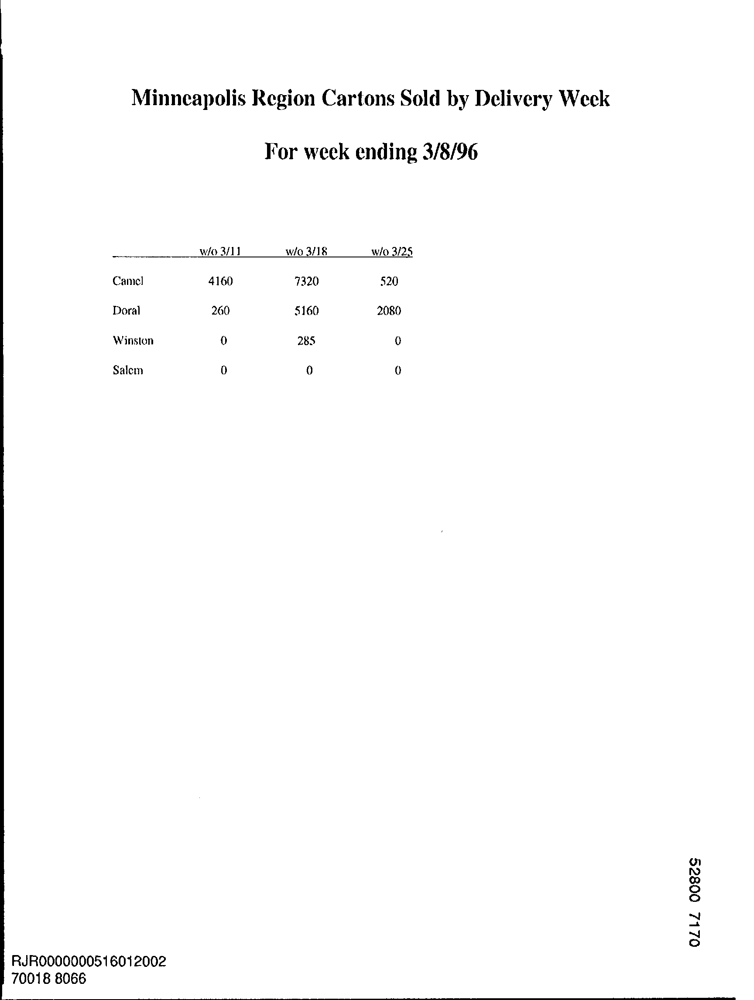 Minneapolis Region Cartons Sold by Delivery Week
For week ending 3/8/96
w/o 3/11 w/o 3/18 w/o 3/25
Camel 4160 7320 520
Doral 260 5160 2080
Winston 0 285 0
Salem 0 0 0
52800 7170
RJR0000000516012002
70018 8066